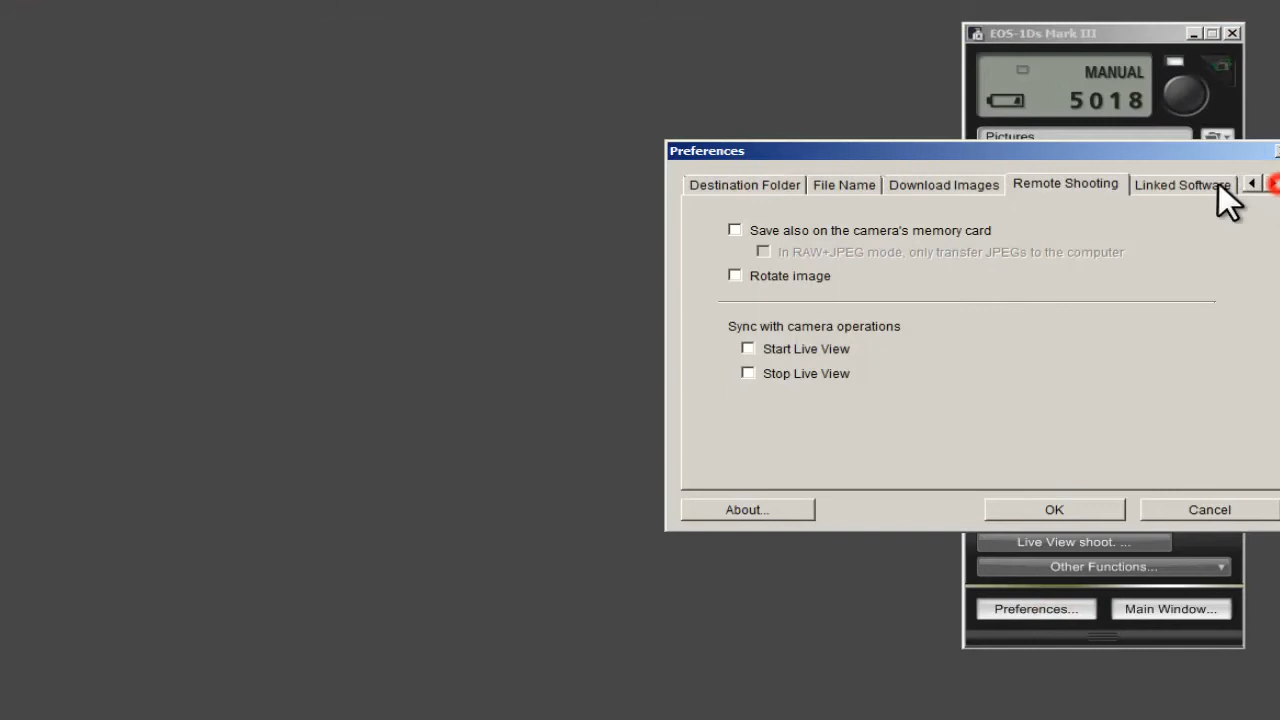 EOS-1Ds Mark III
MANUAL
5018
Pictures
Preferences
Destination Folder
File Name
Download Images
Remote Shooting
Linked Software
Save also on the camera's memory card
In RAW+JPEG mode, only transfer JPEGs to the computer
Rotate image
Sync with camera operations
Start Live View
Stop Live View
About...
OK
Cancel
Live View shoot. ...
Other Functions...
Preferences...
Main Window...